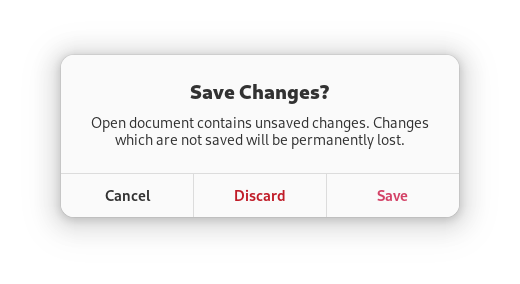 Save Changes?
Open document contains unsaved changes. Changes
which are not saved will be permanently lost.
Cancel
Discard
Save